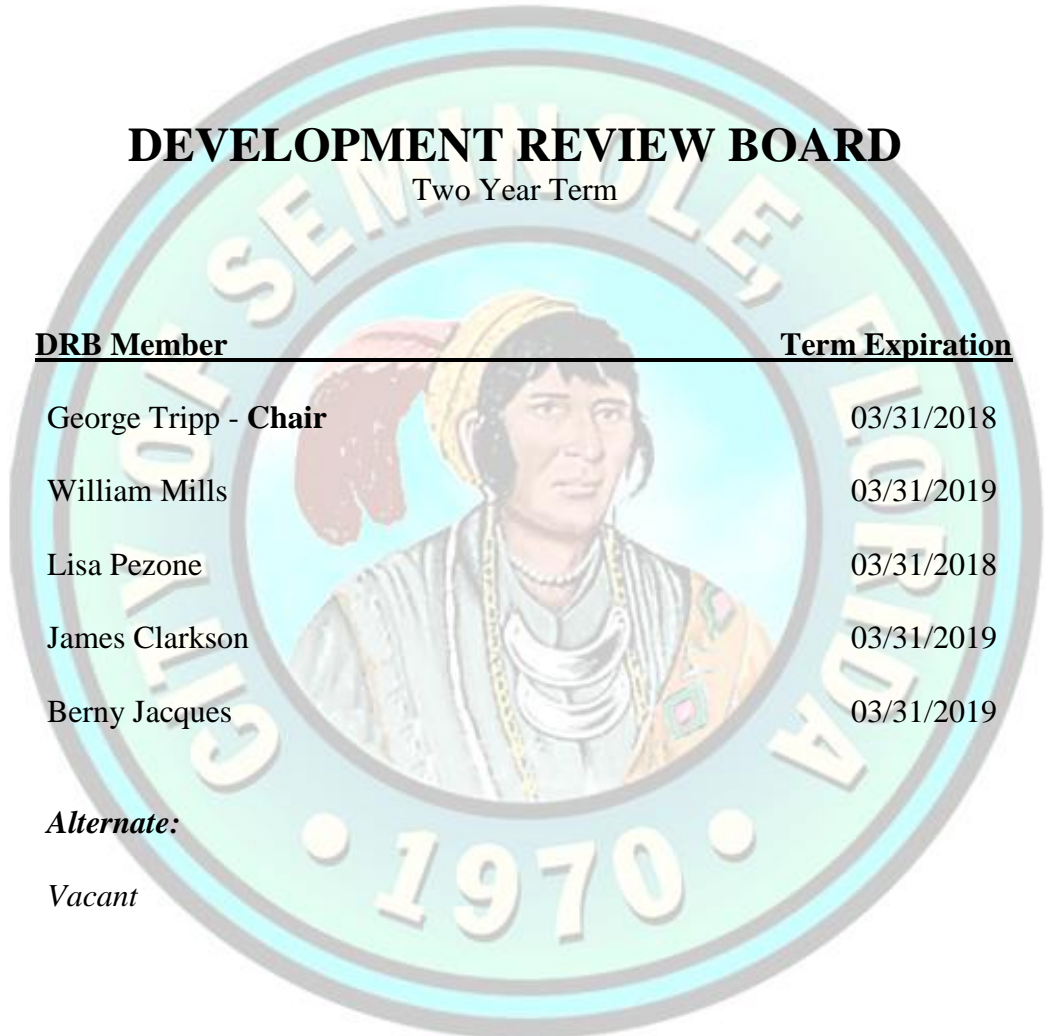 DEVELOPMENT REVIEW BOARD
Two Year Term
DRB Member Term Expiration
George Tripp - Chair 03/31/2018
William Mills 03/31/2019
Lisa Pezone 03/31/2018
James Clarkson 03/31/2019
Berny Jacques 03/31/2019
Alternate:
Vacant
CITY OF SEMINOLE, FLORIDA
• 1970 •